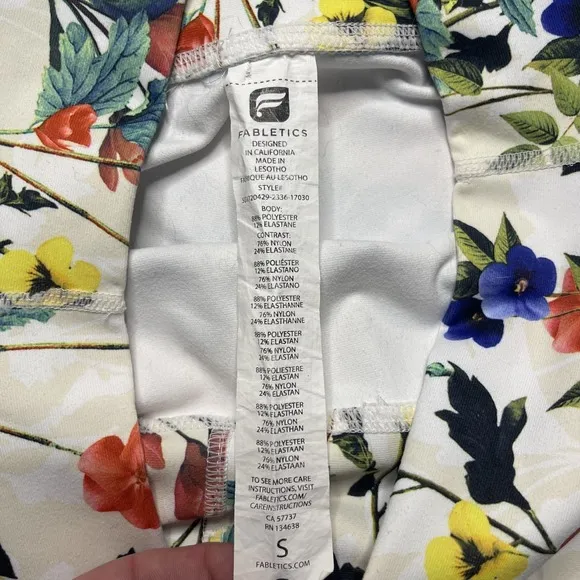 FABLETICS
DESIGNED
IN CALIFORNIA
MADE IN
LESOTHO
FABRIQUE AU LESOTHO
STYLE#
BODY:
88% POLYESTER
12% ELASTANE
CONTRAST:
76% NYLON
24% ELASTANE
88% POLIÉSTER
12% ELASTANO
76% NYLON
24% ELASTANO
88% POLYESTER
12% ELASTHANNE
76% NYLON
24% ELASTHANNE
88% POLYESTER
12% ELASTAN
76% NYLON
24% ELASTAN
88% POLIESTERE
12% ELASTAN
76% NYLON
24% ELASTAN
88% POLYESTER
12% ELASTHAN
76% NYLON
24% ELASTHAN
88% POLYESTER
12% ELASTAAN
76% NYLON
24% ELASTAAN
TO SEE MORE CARE
INSTRUCTIONS, VISIT
FABLETICS.COM/
CAREINSTRUCTIONS
CA 57737
RN 134638
S
FABLETICS.COM